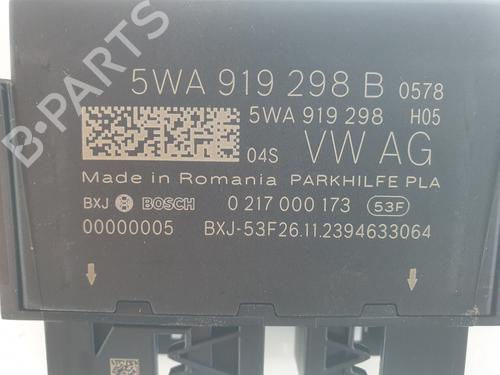 B-PARTS
5WA 919 298 B 0578
5WA 919 298 H05
04S VW AG
Made in Romania PARKHILFE PLA
BXJ BOSCH 0 217 000 173 53F
00000005 BXJ-53F26.11.2394633064